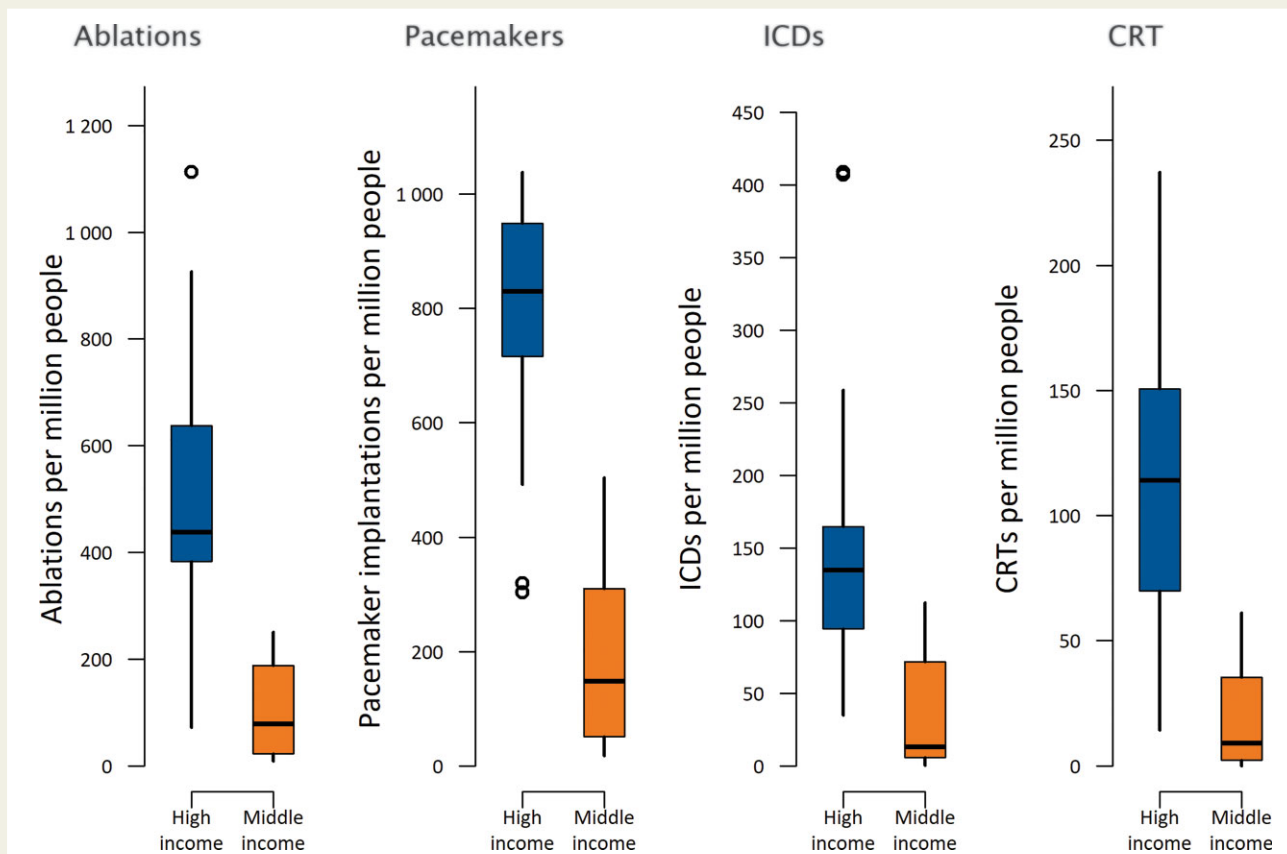 Ablations
Ablations per million people
1 200
1 000
800
600
400
200
0
High
income
Middle
income
Pacemakers
Pacemaker implantations per million people
1 000
800
600
400
200
0
High
income
Middle
income
ICDs
ICDs per million people
450
400
350
300
250
200
150
100
50
0
High
income
Middle
income
CRT
CRTs per million people
250
200
150
100
50
0
High
income
Middle
income